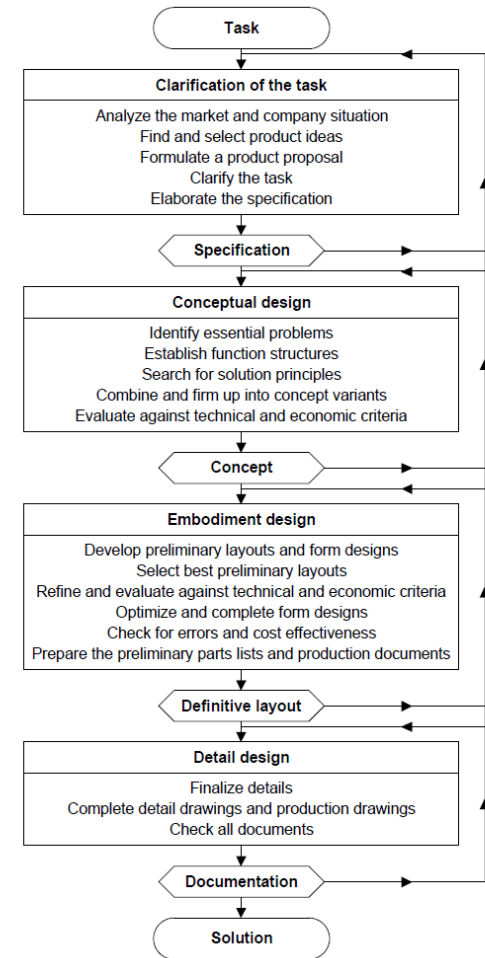 Task
Clarification of the task
Analyze the market and company situation
Find and select product ideas
Formulate a product proposal
Clarify the task
Elaborate the specification
Specification
Conceptual design
Identify essential problems
Establish function structures
Search for solution principles
Combine and firm up into concept variants
Evaluate against technical and economic criteria
Concept
Embodiment design
Develop preliminary layouts and form designs
Select best preliminary layouts
Refine and evaluate against technical and economic criteria
Optimize and complete form designs
Check for errors and cost effectiveness
Prepare the preliminary parts lists and production documents
Definitive layout
Detail design
Finalize details
Complete detail drawings and production drawings
Check all documents
Documentation
Solution